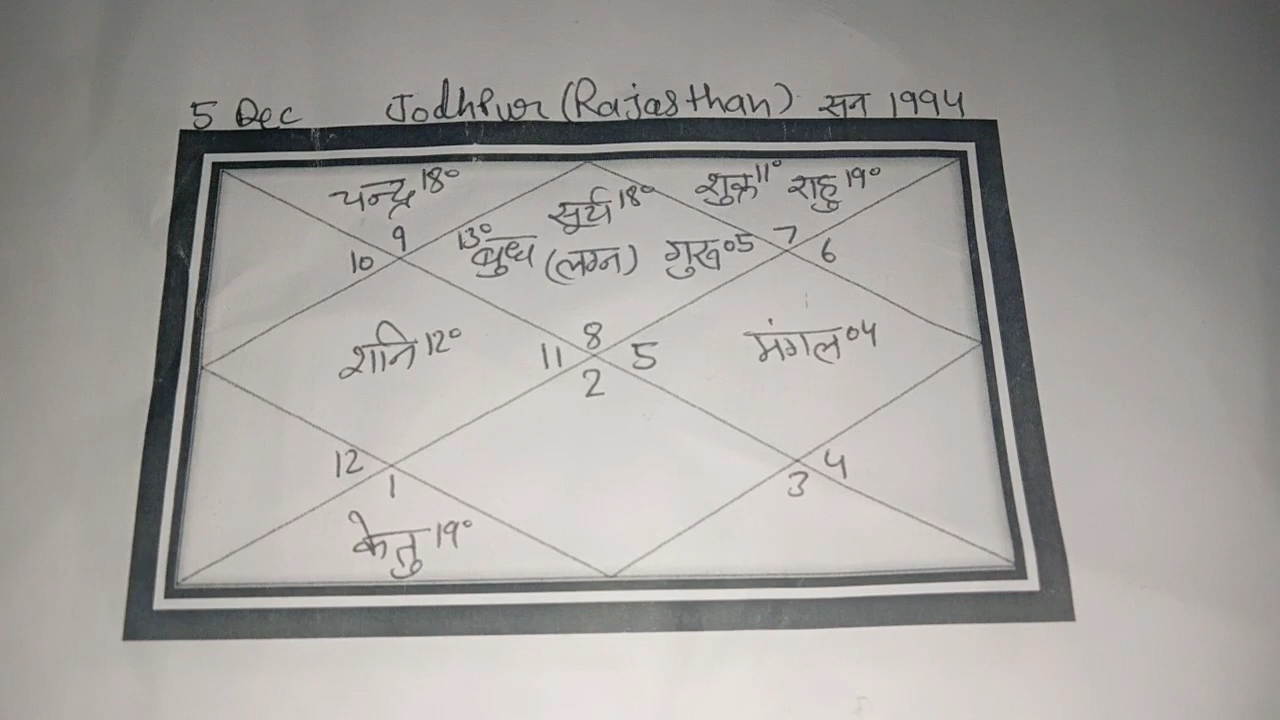 5 Dec Jodhpur (Rajasthan) सन 1994
चन्द्र 18° सूर्य 18° शुक्र 11° राहु 19°
9 13° 7
10 बुध (लग्न) गुरु 05 6
शनि 12° 11 8 5 मंगल 04
2
12 4
1 3
केतु 19°